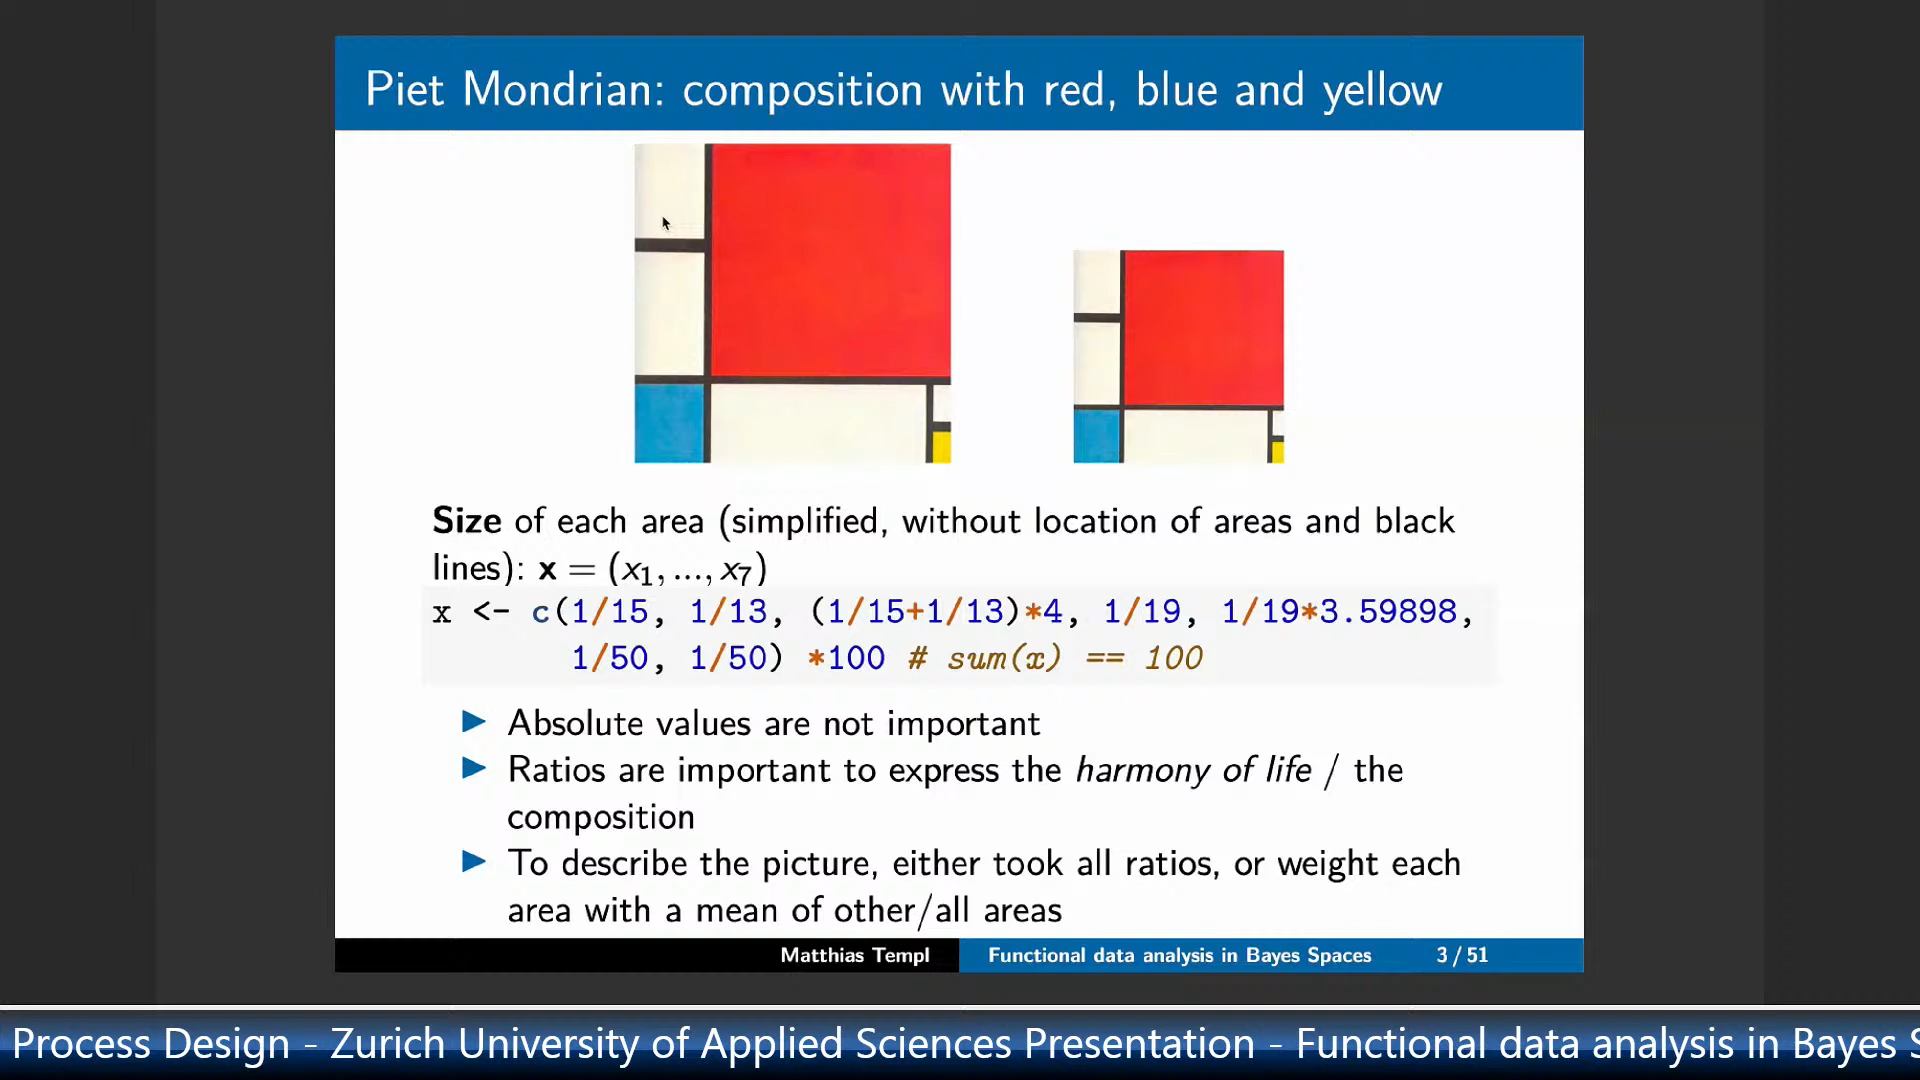 Piet Mondrian: composition with red, blue and yellow
Size of each area (simplified, without location of areas and black
lines): x = (x1, ..., x7)
x <- c(1/15, 1/13, (1/15+1/13)*4, 1/19, 1/19*3.59898,
1/50, 1/50) *100 # sum(x) == 100
▶ Absolute values are not important
▶ Ratios are important to express the harmony of life / the
composition
▶ To describe the picture, either took all ratios, or weight each
area with a mean of other/all areas
Matthias Templ Functional data analysis in Bayes Spaces 3 / 51
Process Design - Zurich University of Applied Sciences Presentation - Functional data analysis in Bayes